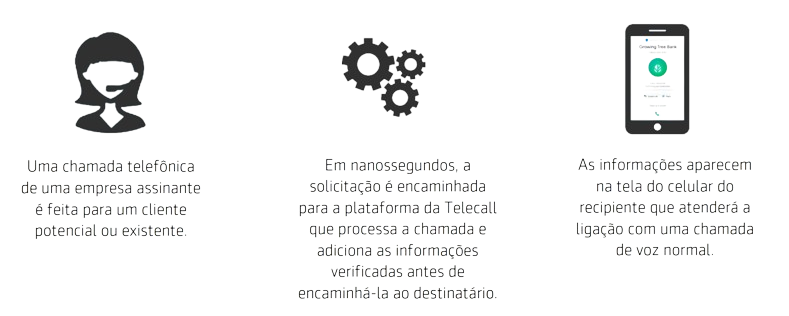 Uma chamada telefônica
de uma empresa assinante
é feita para um cliente
potencial ou existente.
Em nanossegundos, a
solicitação é encaminhada
para a plataforma da Telecall
que processa a chamada e
adiciona as informações
verificadas antes de
encaminhá-la ao destinatário.
As informações aparecem
na tela do celular do
recipiente que atenderá a
ligação com uma chamada
de voz normal.